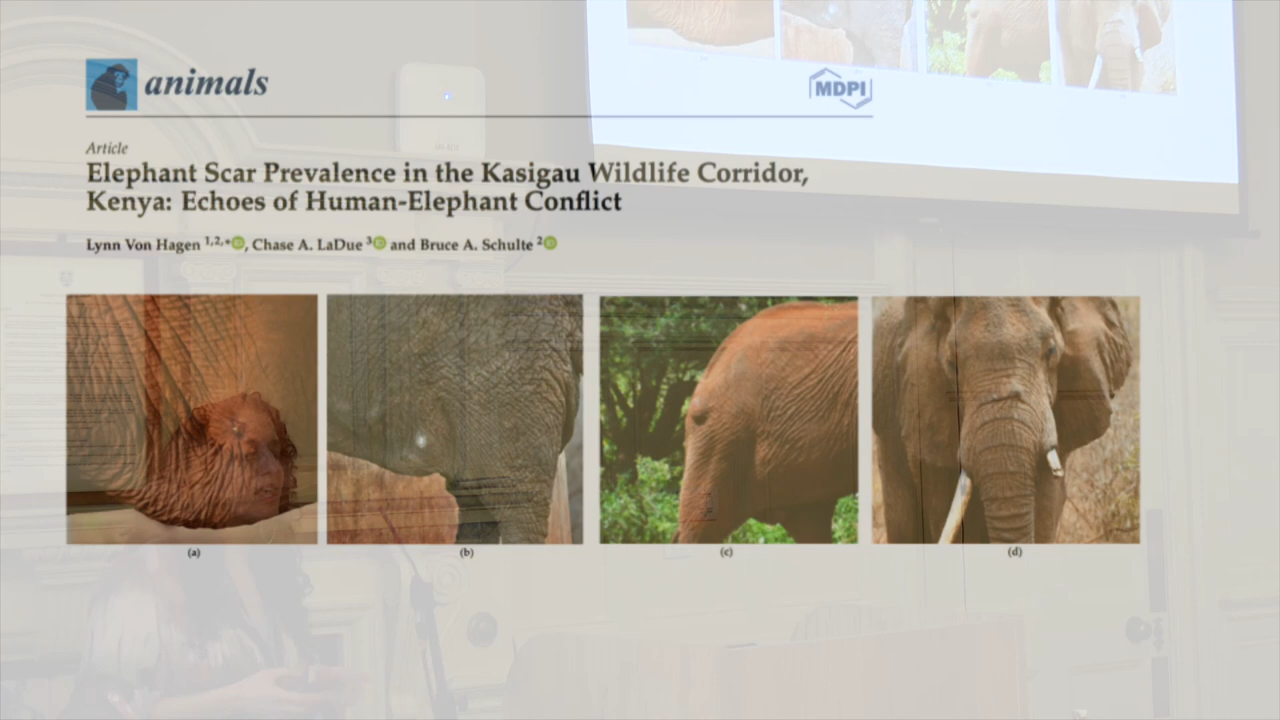 animals
MDPI
Article
Elephant Scar Prevalence in the Kasigau Wildlife Corridor,
Kenya: Echoes of Human-Elephant Conflict
Lynn Von Hagen 1,2,* , Chase A. LaDue 3 and Bruce A. Schulte 2
(a) (b) (c) (d)